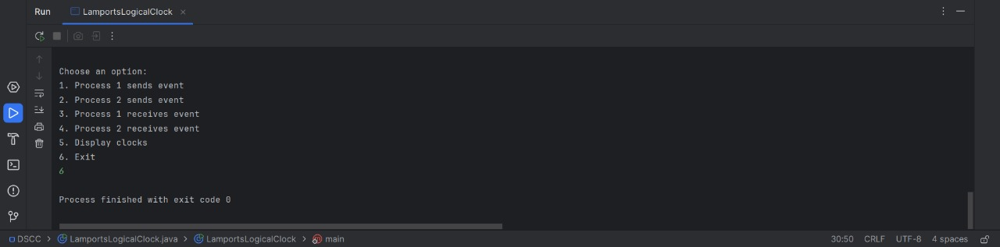 Run LamportsLogicalClock
Choose an option:
1. Process 1 sends event
2. Process 2 sends event
3. Process 1 receives event
4. Process 2 receives event
5. Display clocks
6. Exit
6
Process finished with exit code 0
DSCC > LamportsLogicalClock.java > LamportsLogicalClock > main 30:50 CRLF UTF-8 4 spaces